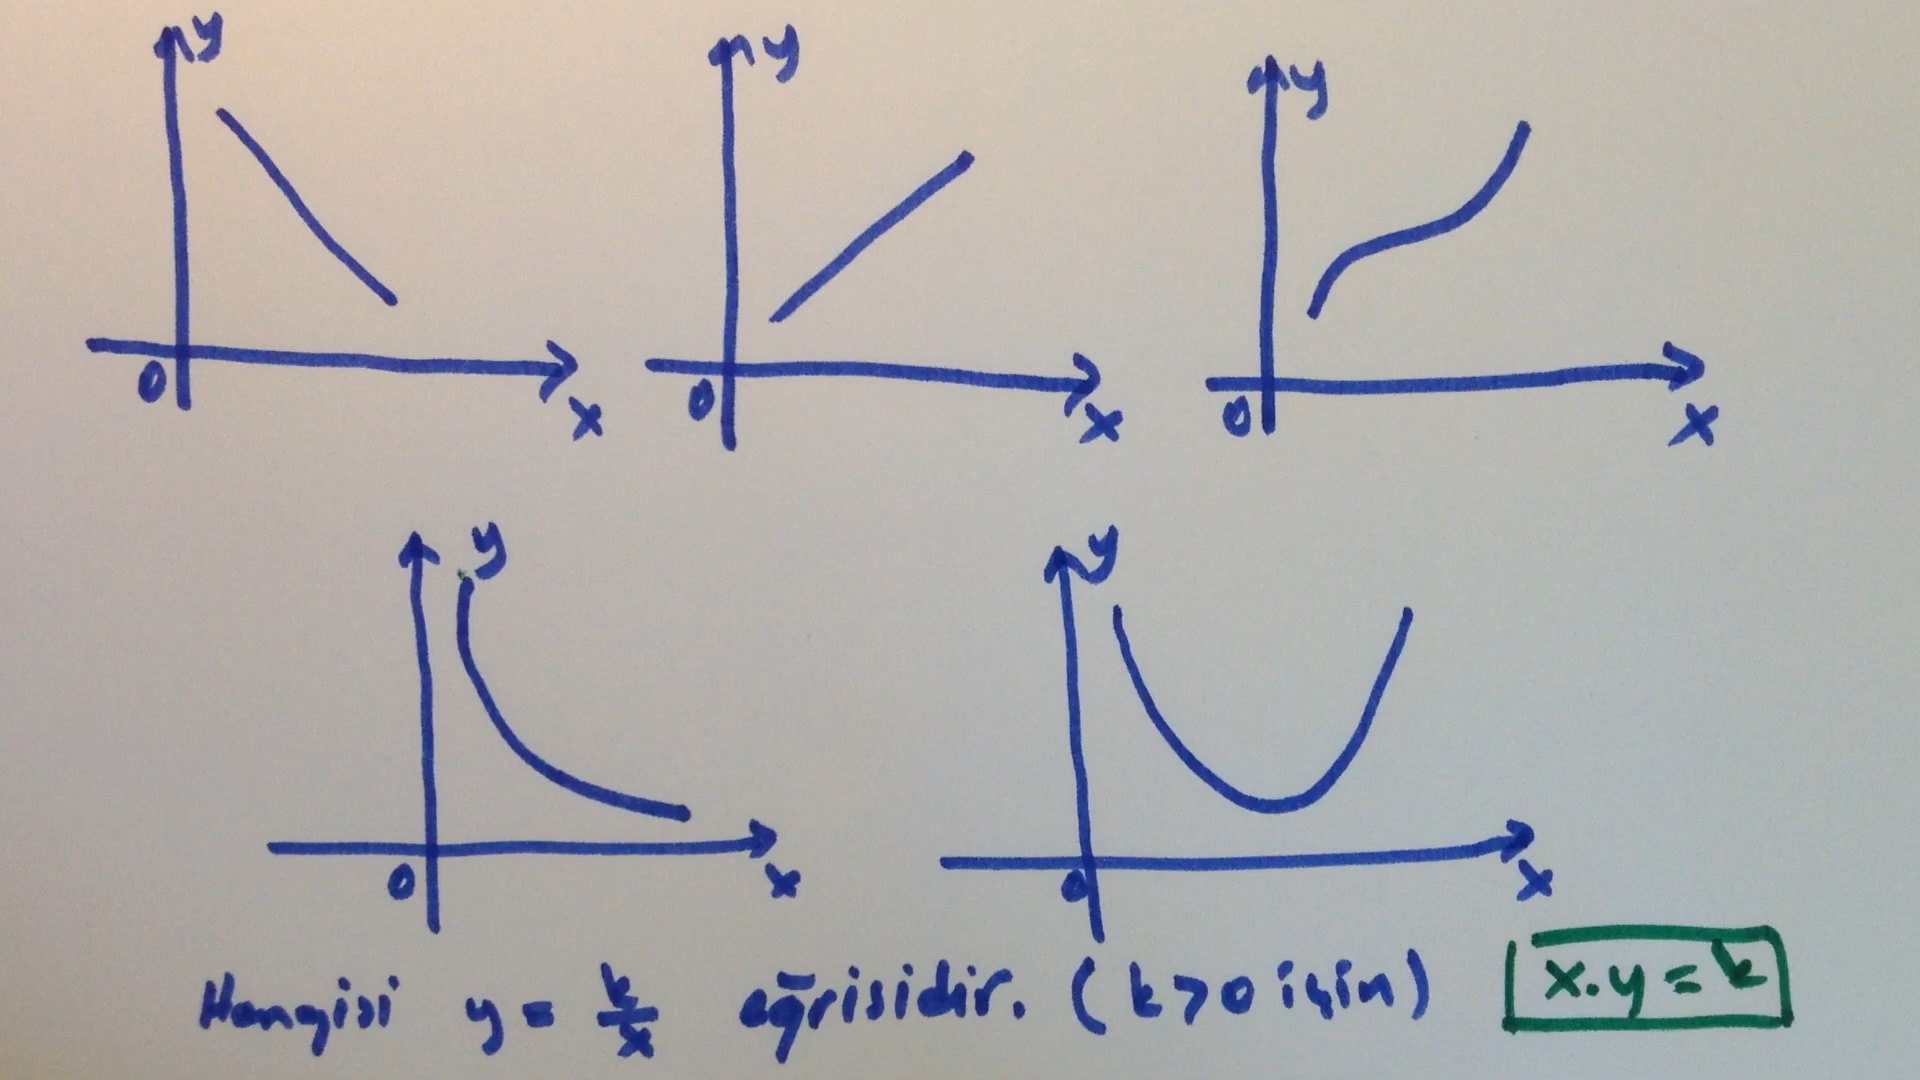 y
y
y
0
x
0
x
0
x
y
y
0
x
0
x
Hangisi y = k/x eğrisidir. (k>0 için)
x.y = k